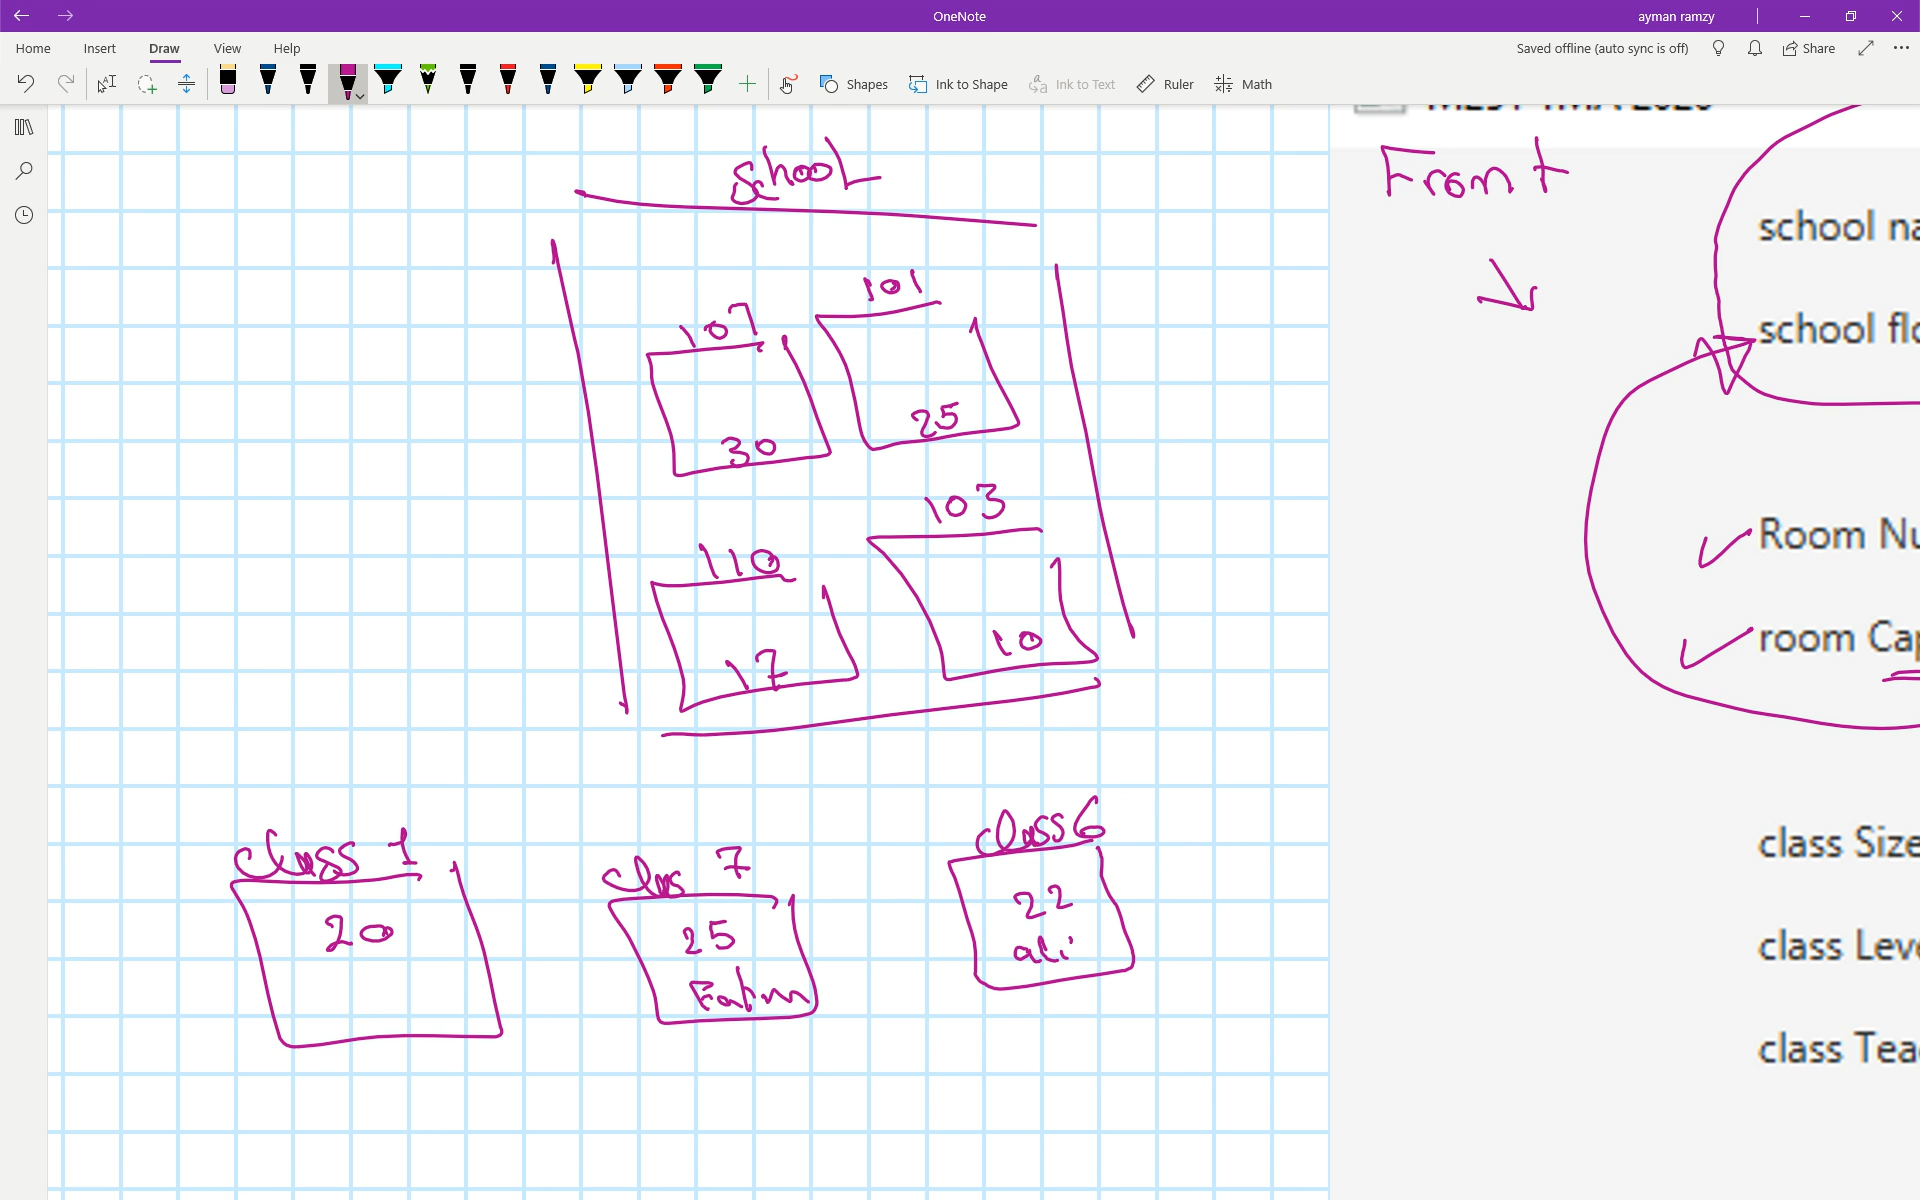 OneNote
ayman ramzy
Home Insert Draw View Help
Saved offline (auto sync is off)
Share
Shapes Ink to Shape Ink to Text Ruler Math
School
107
101
30
25
110
103
17
10
class 1
20
7
25
class 6
22
ali
Front
school na
school flo
Room Nu
room Cap
class Size
class Leve
class Tea